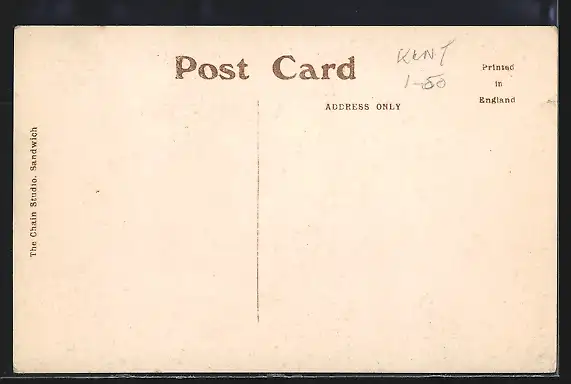 Post Card
KENT
1-50
Printed
in
England
ADDRESS ONLY
The Chain Studio, Sandwich